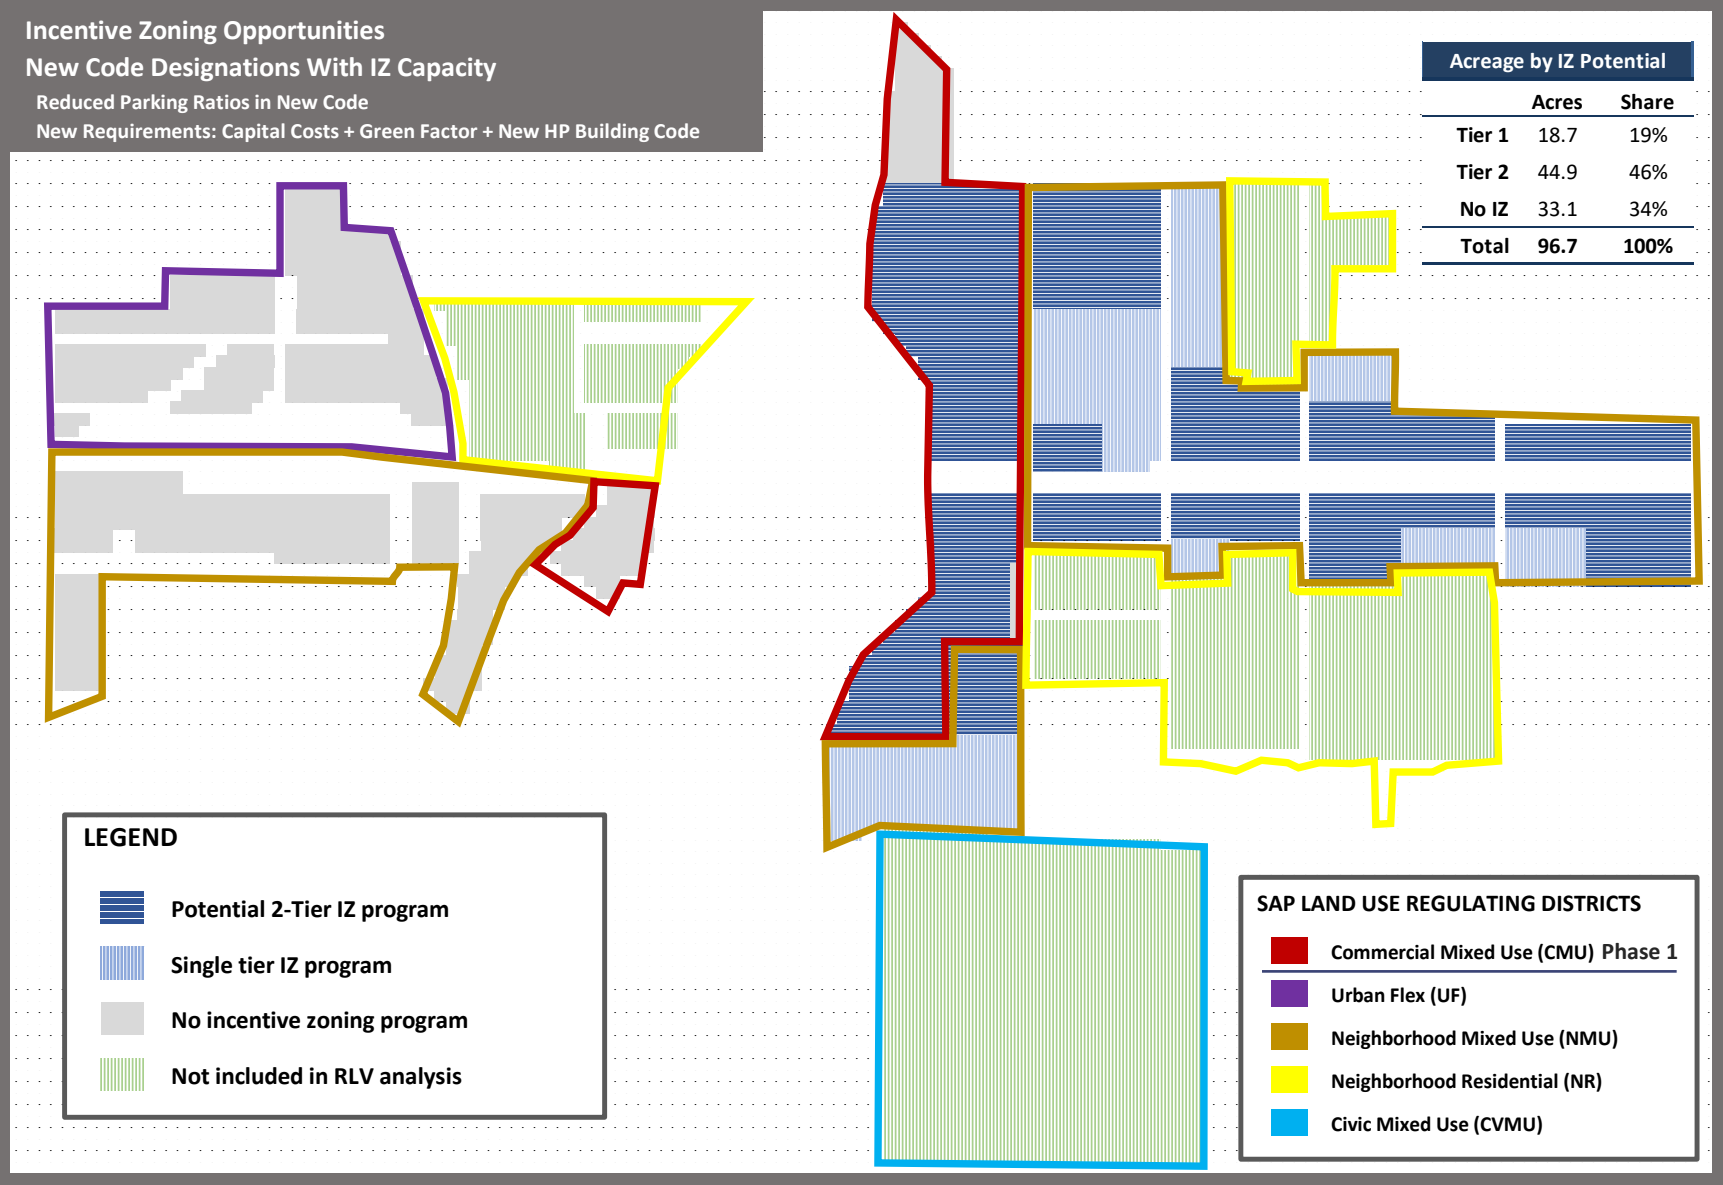 Incentive Zoning Opportunities
New Code Designations With IZ Capacity
Reduced Parking Ratios in New Code
New Requirements: Capital Costs + Green Factor + New HP Building Code
Acreage by IZ Potential
Acres Share
Tier 1 18.7 19%
Tier 2 44.9 46%
No IZ 33.1 34%
Total 96.7 100%
LEGEND
Potential 2-Tier IZ program
Single tier IZ program
No incentive zoning program
Not included in RLV analysis
SAP LAND USE REGULATING DISTRICTS
Commercial Mixed Use (CMU) Phase 1
Urban Flex (UF)
Neighborhood Mixed Use (NMU)
Neighborhood Residential (NR)
Civic Mixed Use (CVMU)